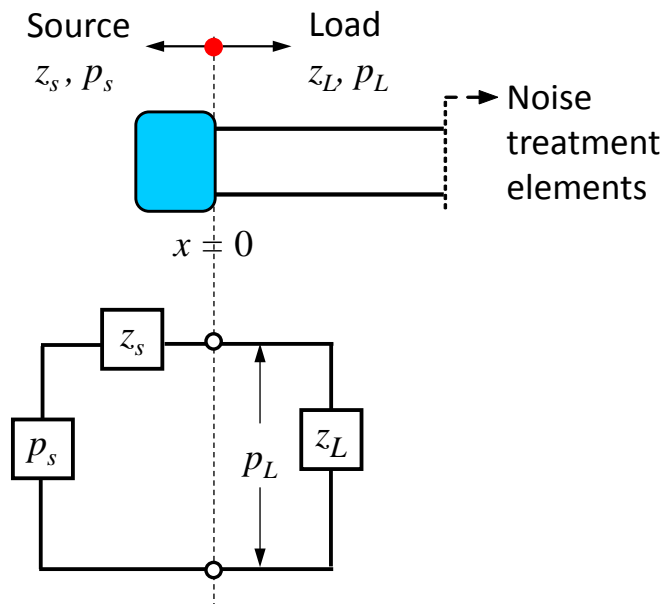 Source
z_s, p_s
Load
z_L, p_L
Noise
treatment
elements
x = 0
z_s
p_s
p_L
z_L